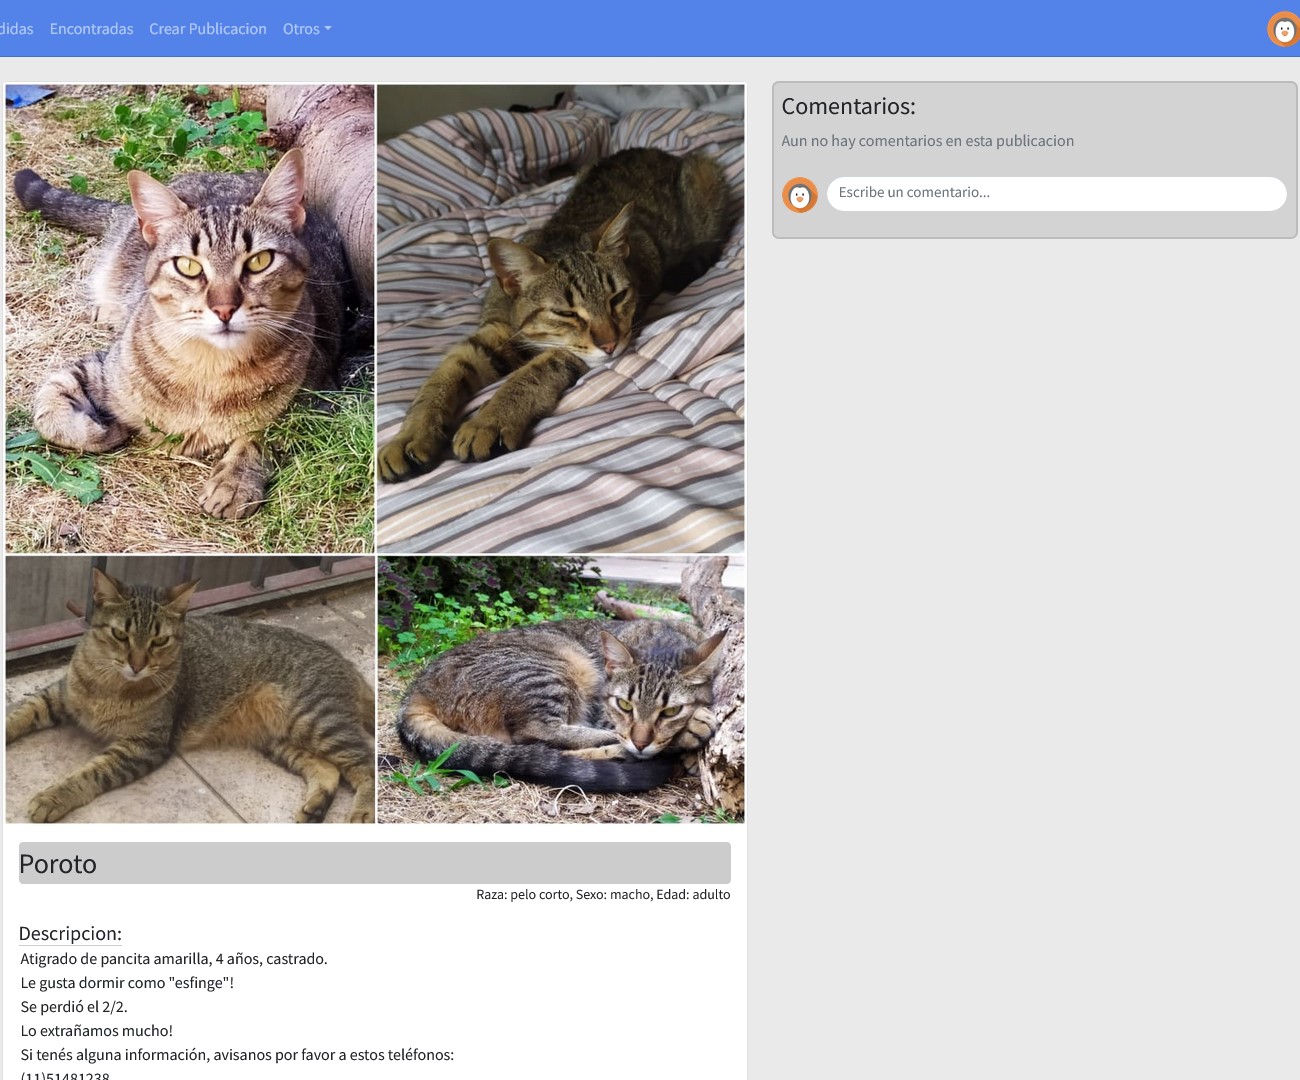 Encontradas Crear Publicacion Otros
Comentarios:
Aun no hay comentarios en esta publicacion
Escribe un comentario...
Poroto
Raza: pelo corto, Sexo: macho, Edad: adulto
Descripcion:
Atigrado de pancita amarilla, 4 años, castrado.
Le gusta dormir como "esfinge"!
Se perdió el 2/2.
Lo extrañamos mucho!
Si tenés alguna información, avisanos por favor a estos teléfonos:
(11)51481238